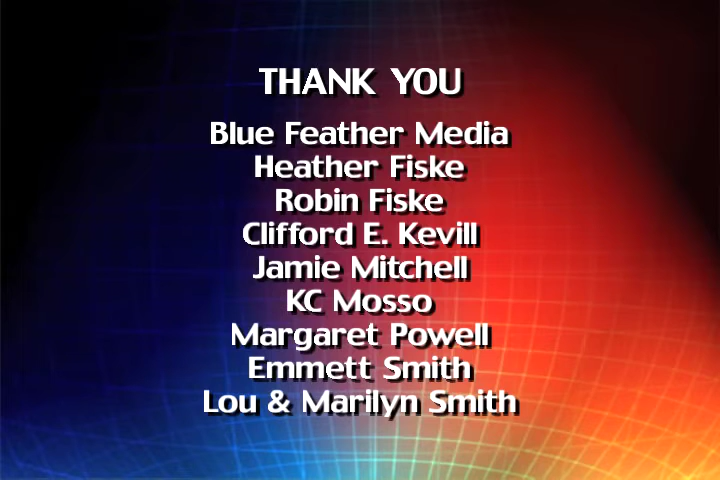 THANK YOU
Blue Feather Media
Heather Fiske
Robin Fiske
Clifford E. Kevill
Jamie Mitchell
KC Mosso
Margaret Powell
Emmett Smith
Lou & Marilyn Smith